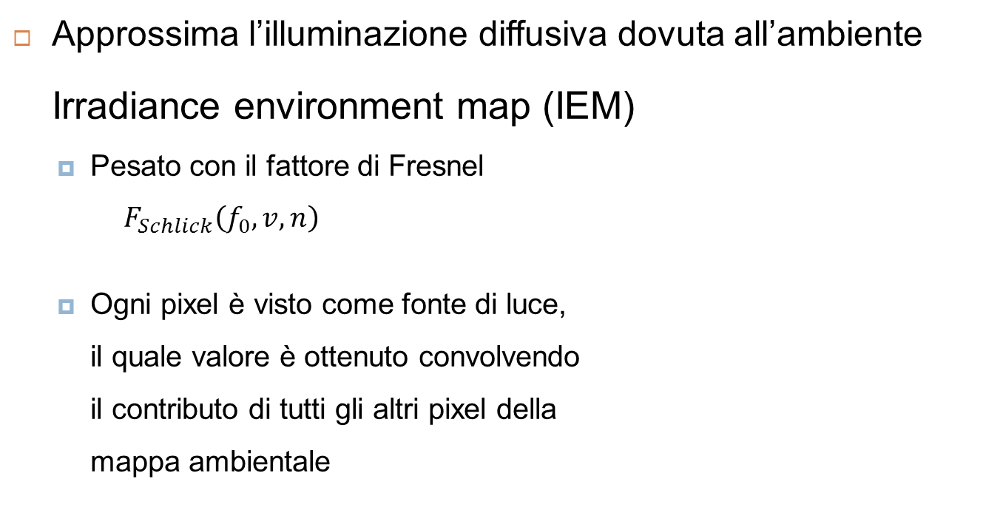 Approssima l’illuminazione diffusiva dovuta all’ambiente
Irradiance environment map (IEM)
Pesato con il fattore di Fresnel
F_{Schlick}(f_0, v, n)
Ogni pixel è visto come fonte di luce,
il quale valore è ottenuto convolvendo
il contributo di tutti gli altri pixel della
mappa ambientale